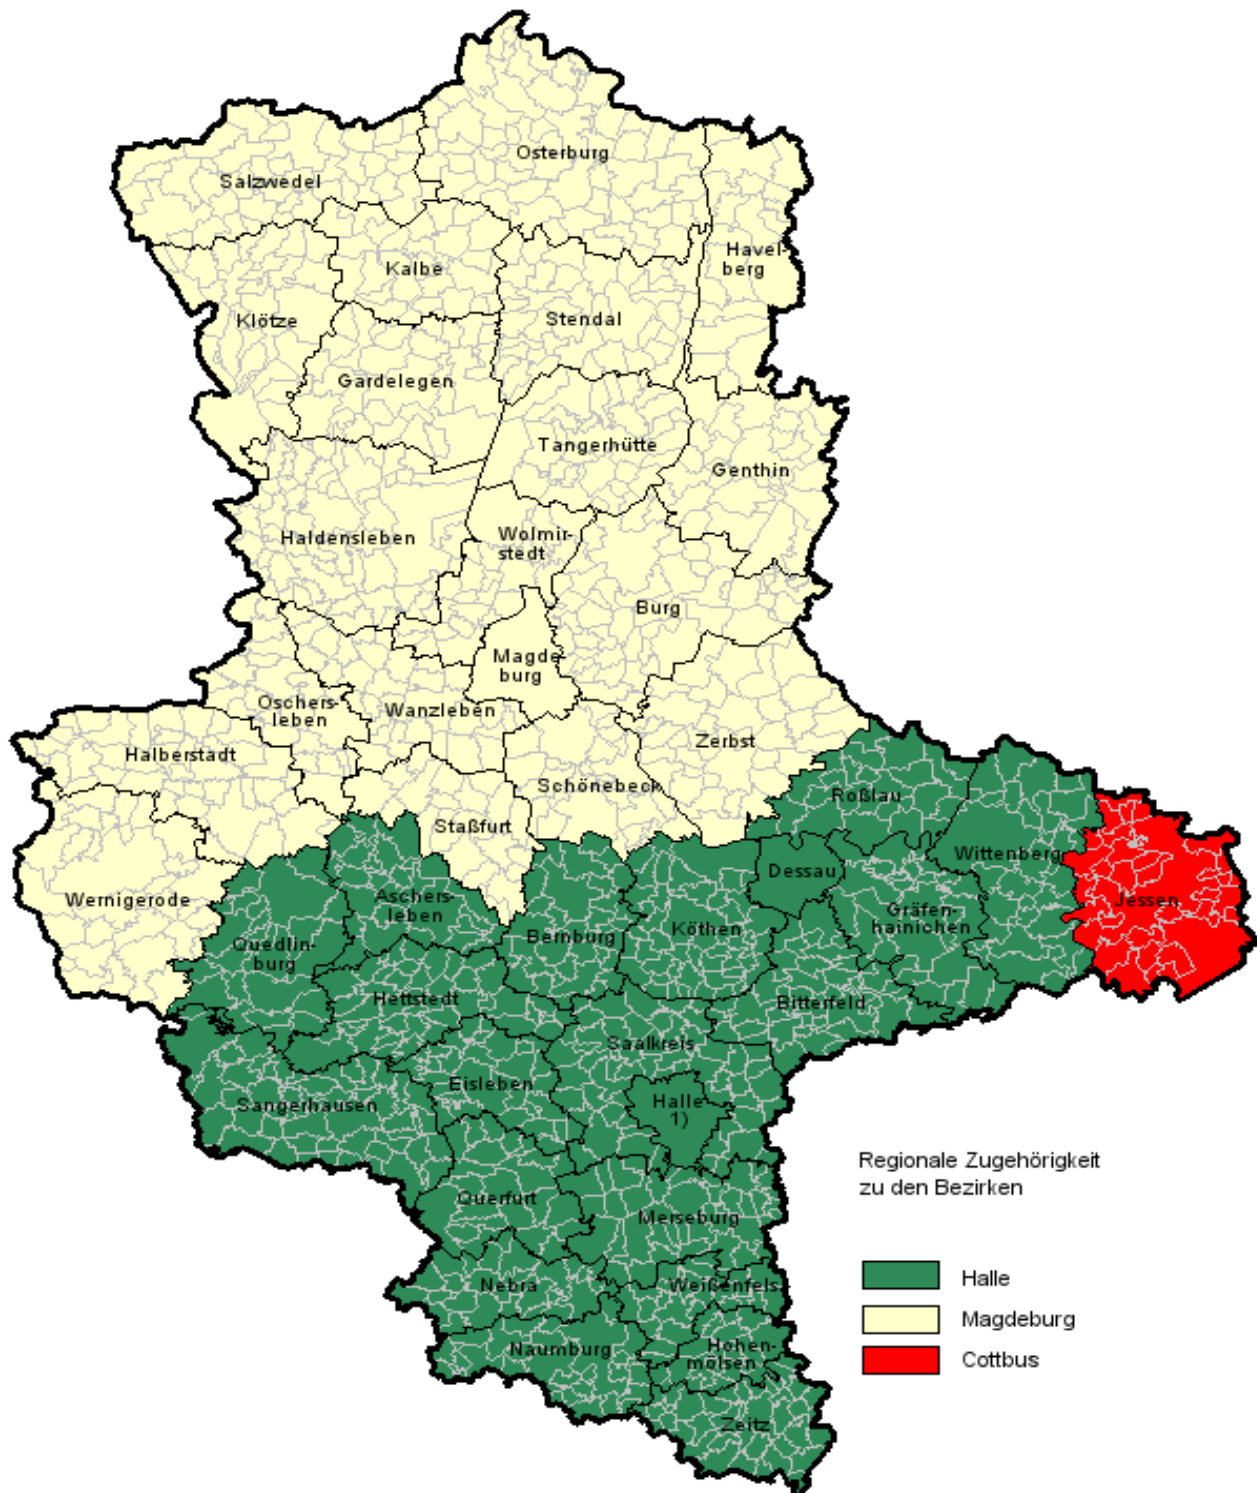 Osterburg
Salzwedel
Havel-
berg
Kalbe
Klötze
Stendal
Gardelegen
Tangerhütte
Genthin
Haldensleben
Wolmir-
stedt
Burg
Magde-
burg
Oschers-
leben
Wanzleben
Halberstadt
Zerbst
Schönebeck
Roßlau
Staßfurt
Wittenberg
Dessau
Wernigerode
Aschers-
leben
Jessen
Gräfen-
hainichen
Quedlin-
burg
Bernburg
Köthen
Hettstedt
Bitterfeld
Saalkreis
Eisleben
Sangerhausen
Halle
1)
Querfurt
Merseburg
Nebra
Weißenfels
Naumburg
Hohen-
mölsen
Zeitz
Regionale Zugehörigkeit
zu den Bezirken
Halle
Magdeburg
Cottbus